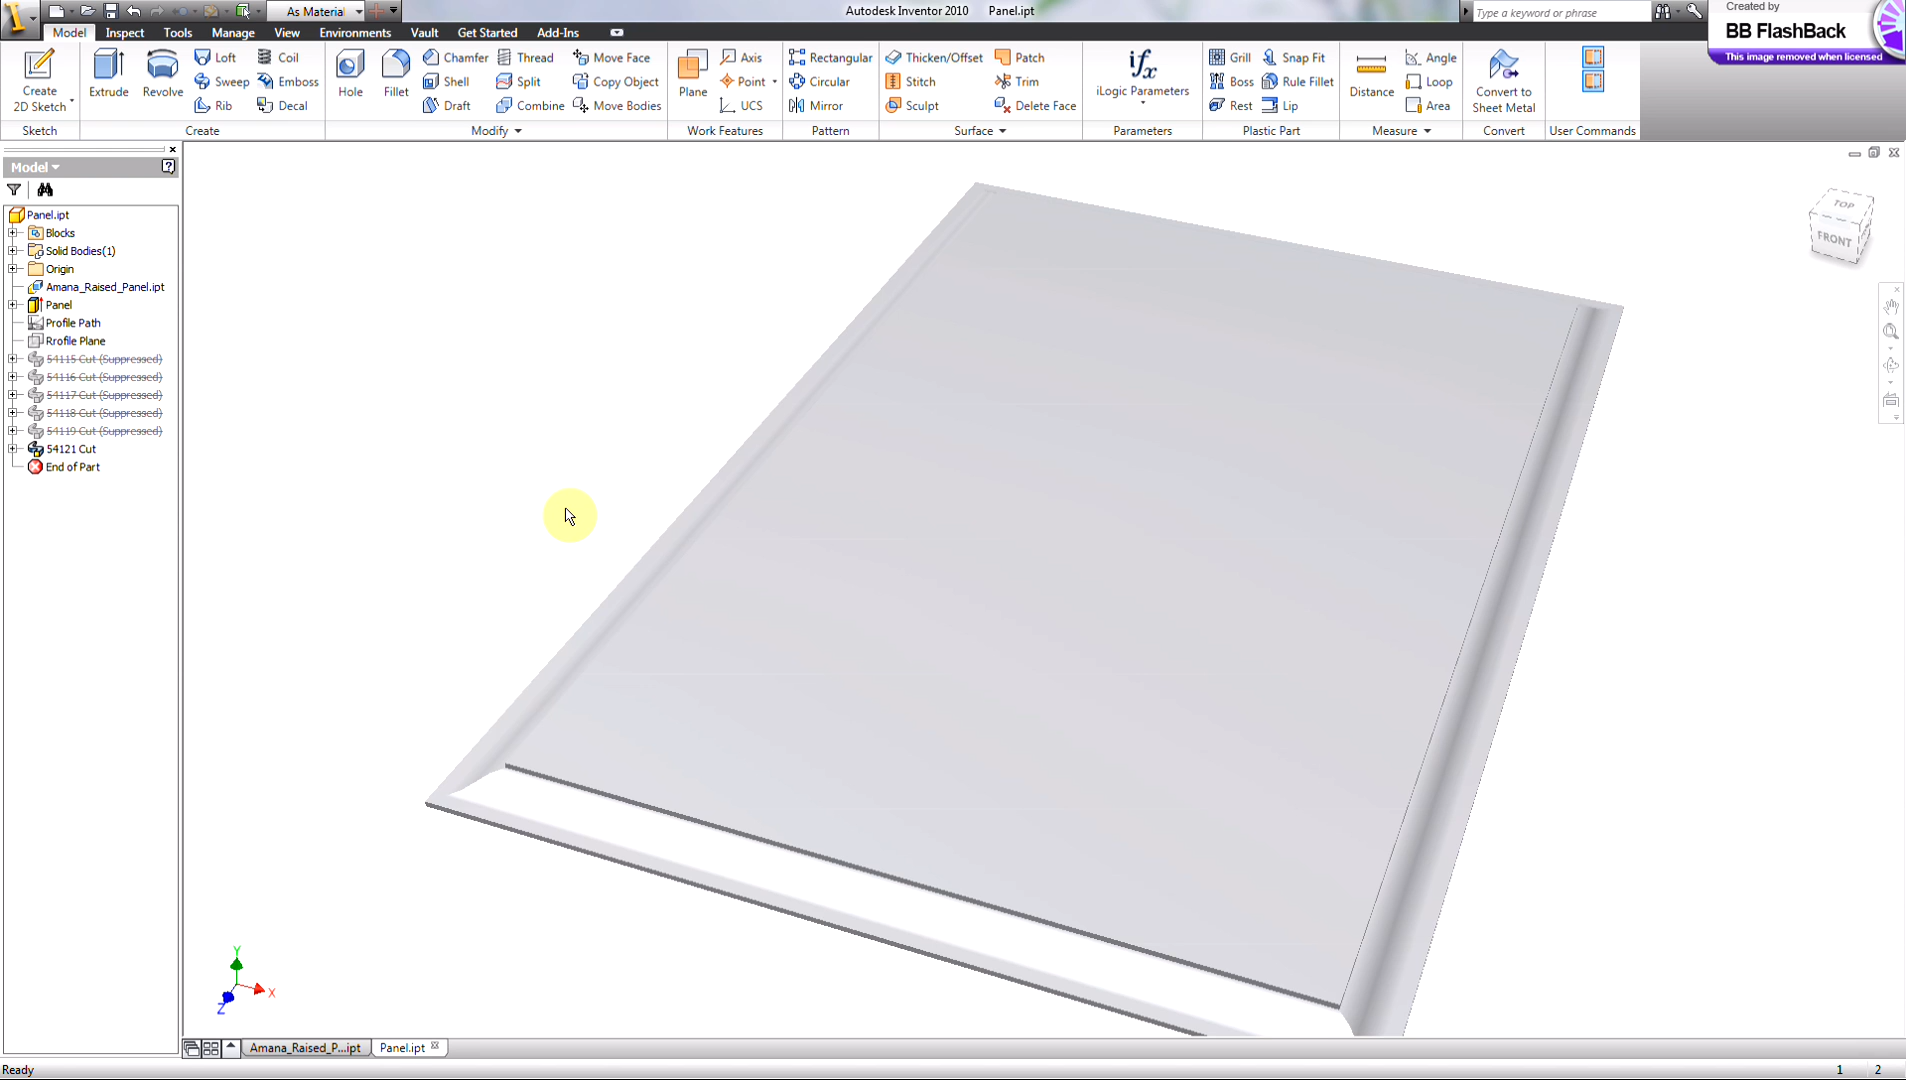 As Material
Autodesk Inventor 2010 Panel.ipt
Type a keyword or phrase
Created by
BB FlashBack
This image removed when licensed
Model Inspect Tools Manage View Environments Vault Get Started Add-Ins
Create
2D Sketch
Extrude
Revolve
Loft
Coil
Sweep
Emboss
Rib
Decal
Hole
Fillet
Chamfer
Thread
Move Face
Shell
Split
Copy Object
Draft
Combine
Move Bodies
Plane
Axis
Point
UCS
Rectangular
Circular
Mirror
Thicken/Offset
Patch
Stitch
Trim
Sculpt
Delete Face
ifx
iLogic Parameters
Grill
Snap Fit
Boss
Rule Fillet
Rest
Lip
Distance
Angle
Loop
Area
Convert to
Sheet Metal
Sketch Create Modify Work Features Pattern Surface Parameters Plastic Part Measure Convert User Commands
Model
Panel.ipt
Blocks
Solid Bodies(1)
Origin
Amana_Raised_Panel.ipt
Panel
Profile Path
Rrofile Plane
54115 Cut (Suppressed)
54116 Cut (Suppressed)
54117 Cut (Suppressed)
54118 Cut (Suppressed)
54119 Cut (Suppressed)
54121 Cut
End of Part
TOP
FRONT
Y
X
Z
Amana_Raised_P...ipt Panel.ipt
Ready 1 2